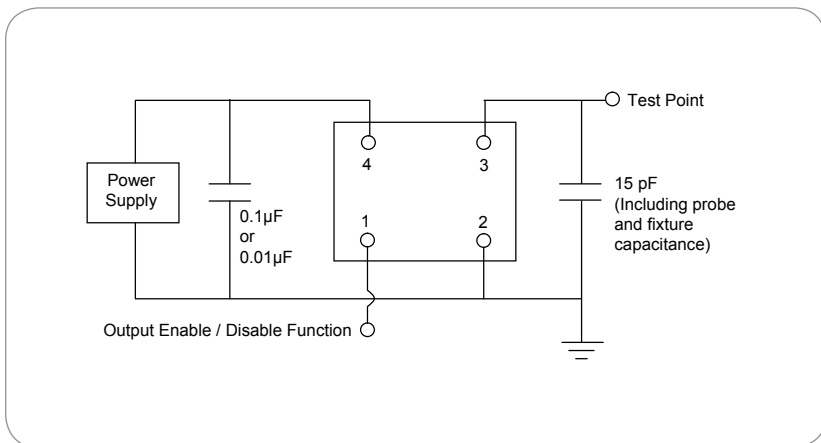 Test Point
4
3
Power
Supply
0.1µF
or
0.01µF
15 pF
(Including probe
and fixture
capacitance)
1
2
Output Enable / Disable Function